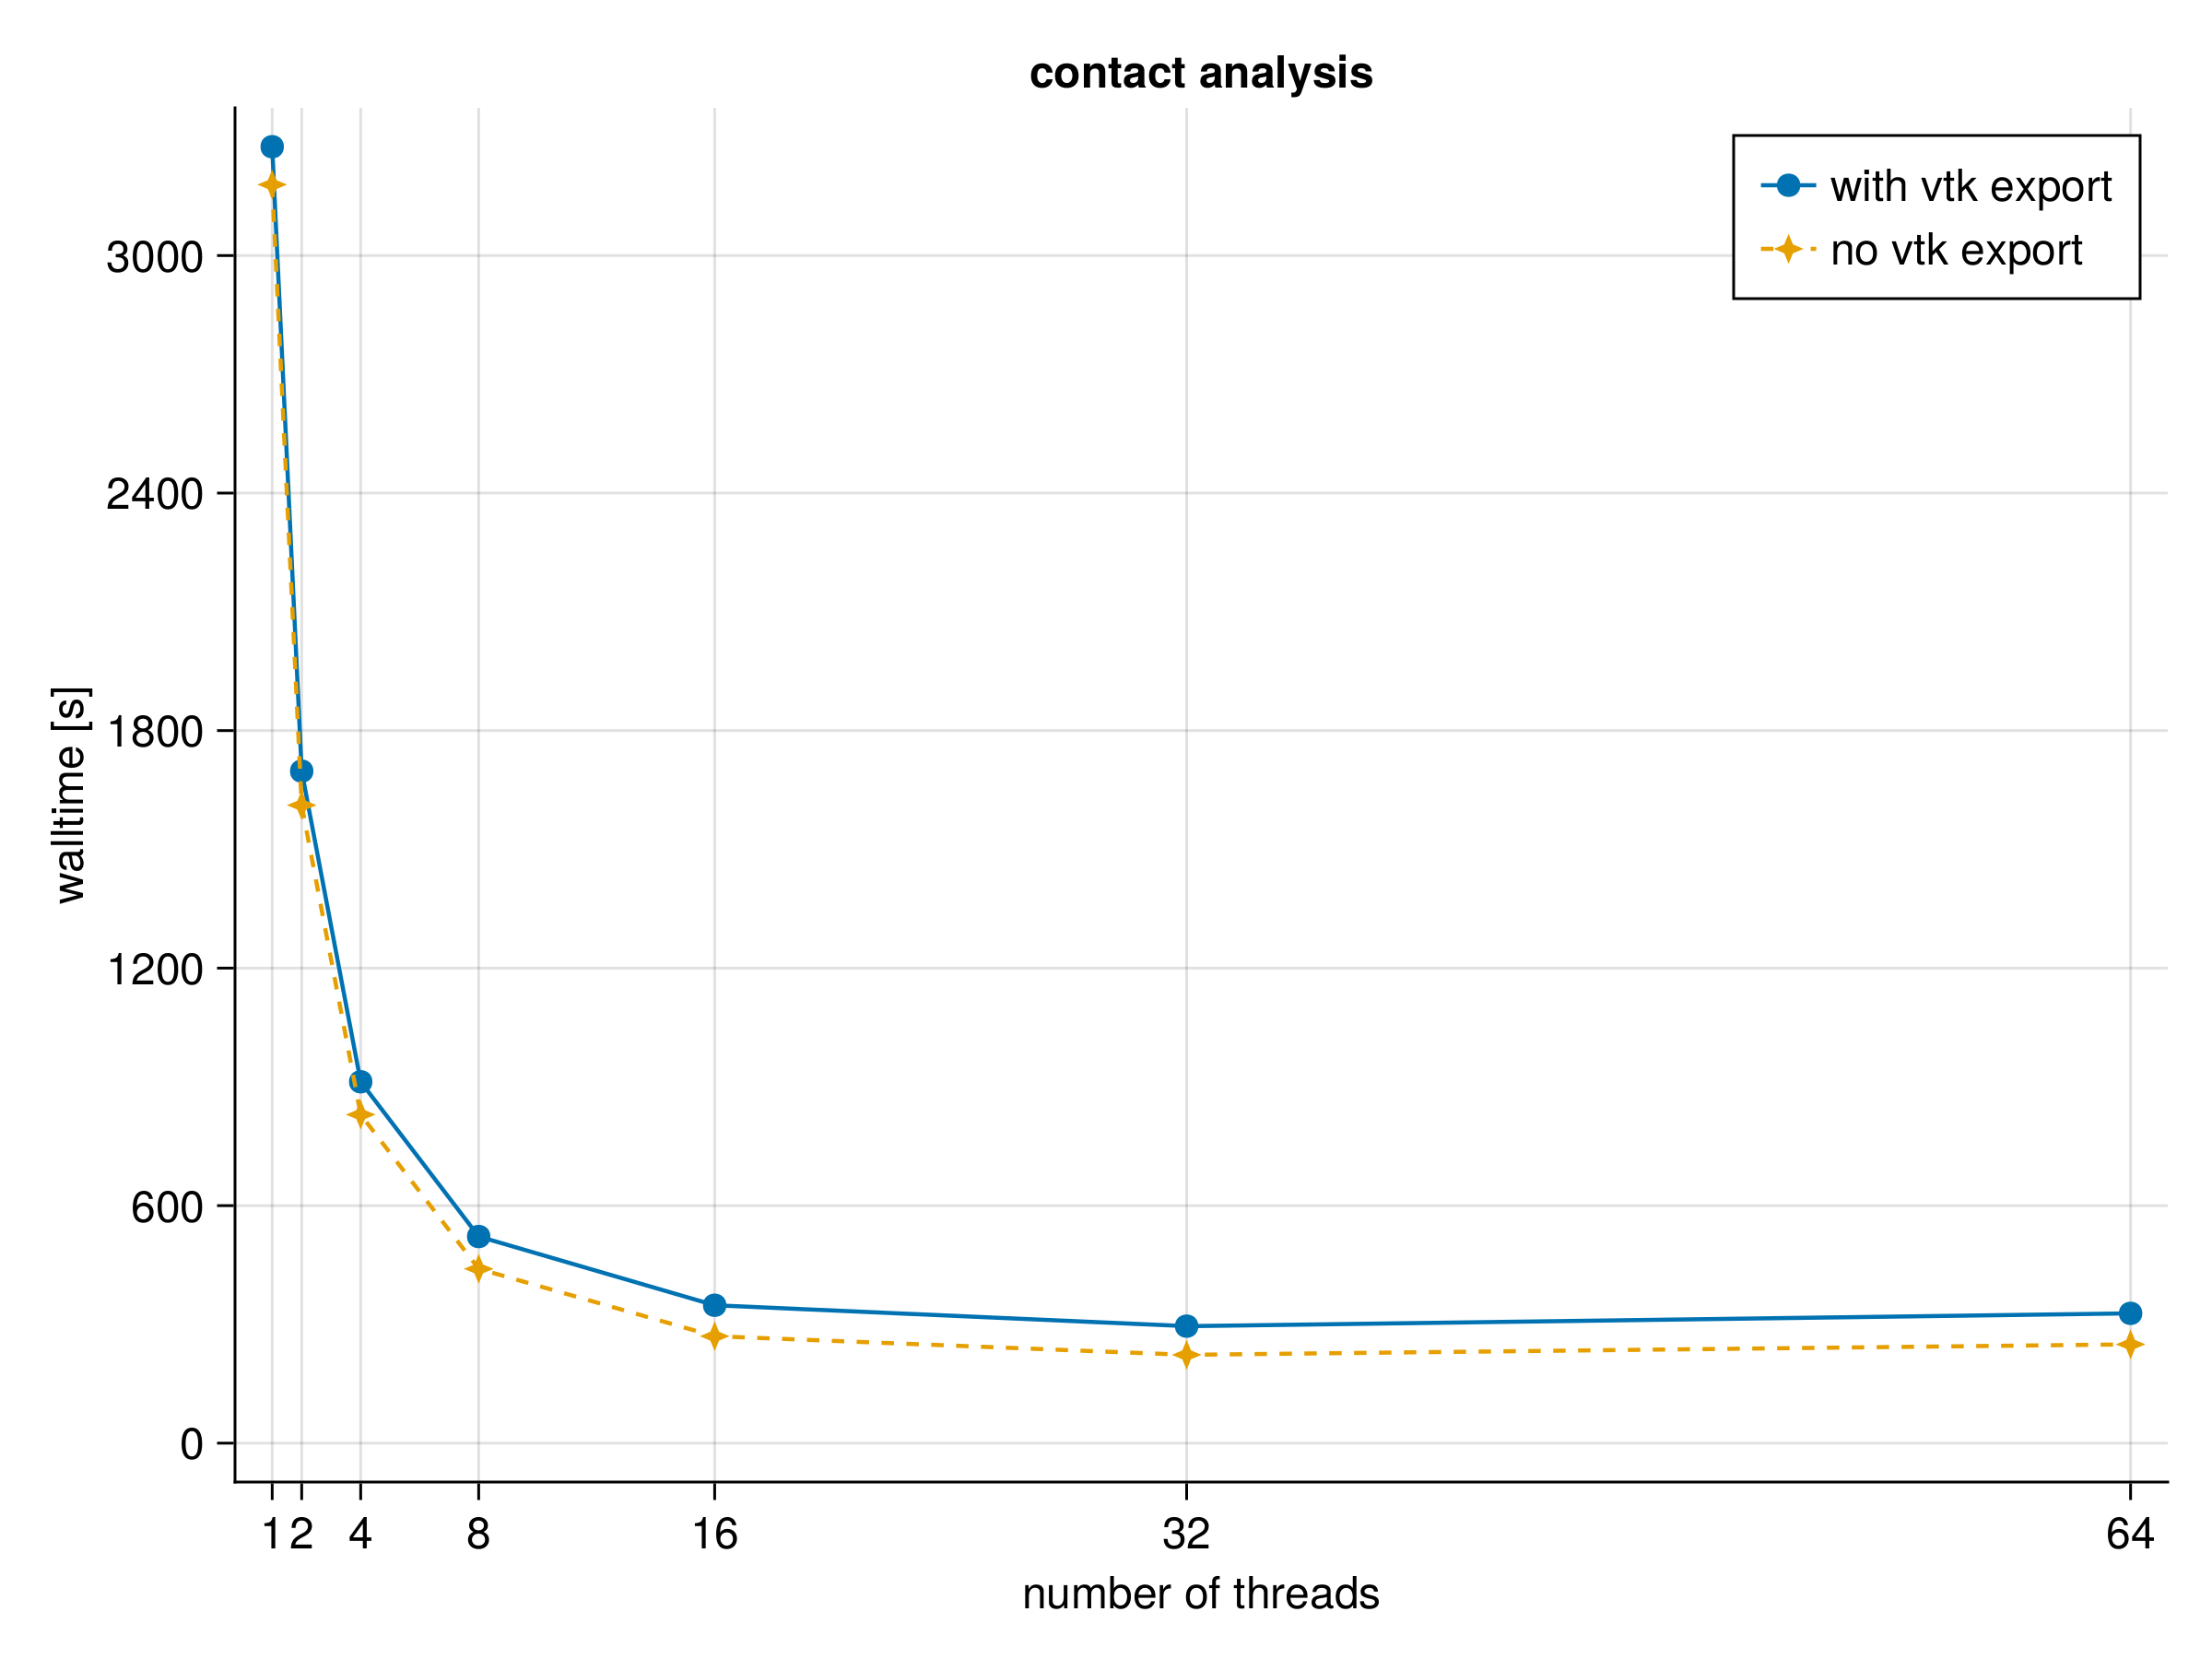 contact analysis
with vtk export
no vtk export
3000
2400
1800
1200
600
0
walltime [s]
1 2 4 8 16 32 64
number of threads